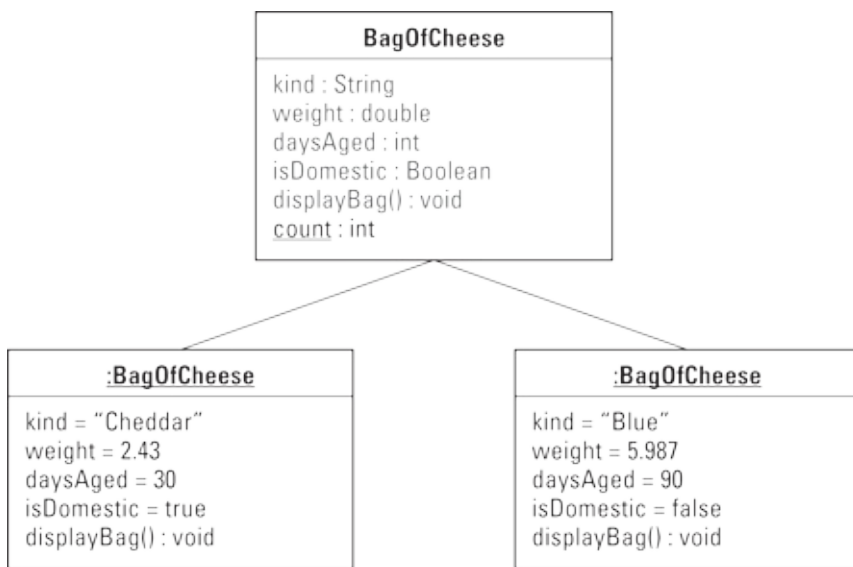 BagOfCheese
kind : String
weight : double
daysAged : int
isDomestic : Boolean
displayBag() : void
count : int
:BagOfCheese
kind = “Cheddar”
weight = 2.43
daysAged = 30
isDomestic = true
displayBag() : void
:BagOfCheese
kind = “Blue”
weight = 5.987
daysAged = 90
isDomestic = false
displayBag() : void